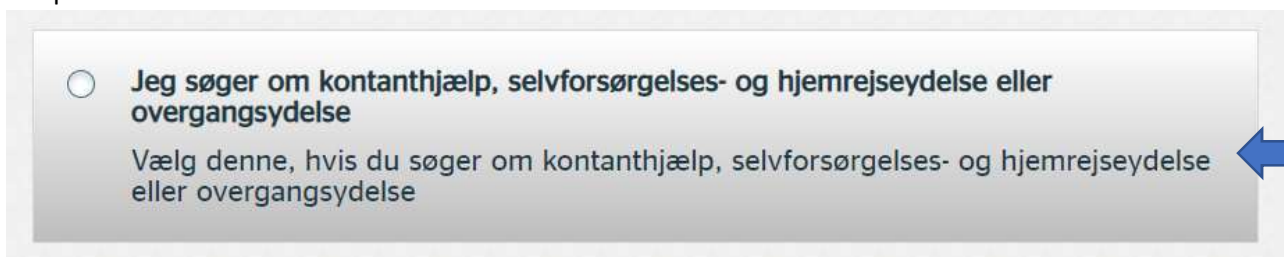 Jeg søger om kontanthjælp, selvforsørgelses- og hjemrejseydelse eller
overgangsydelse
Vælg denne, hvis du søger om kontanthjælp, selvforsørgelses- og hjemrejseydelse
eller overgangsydelse